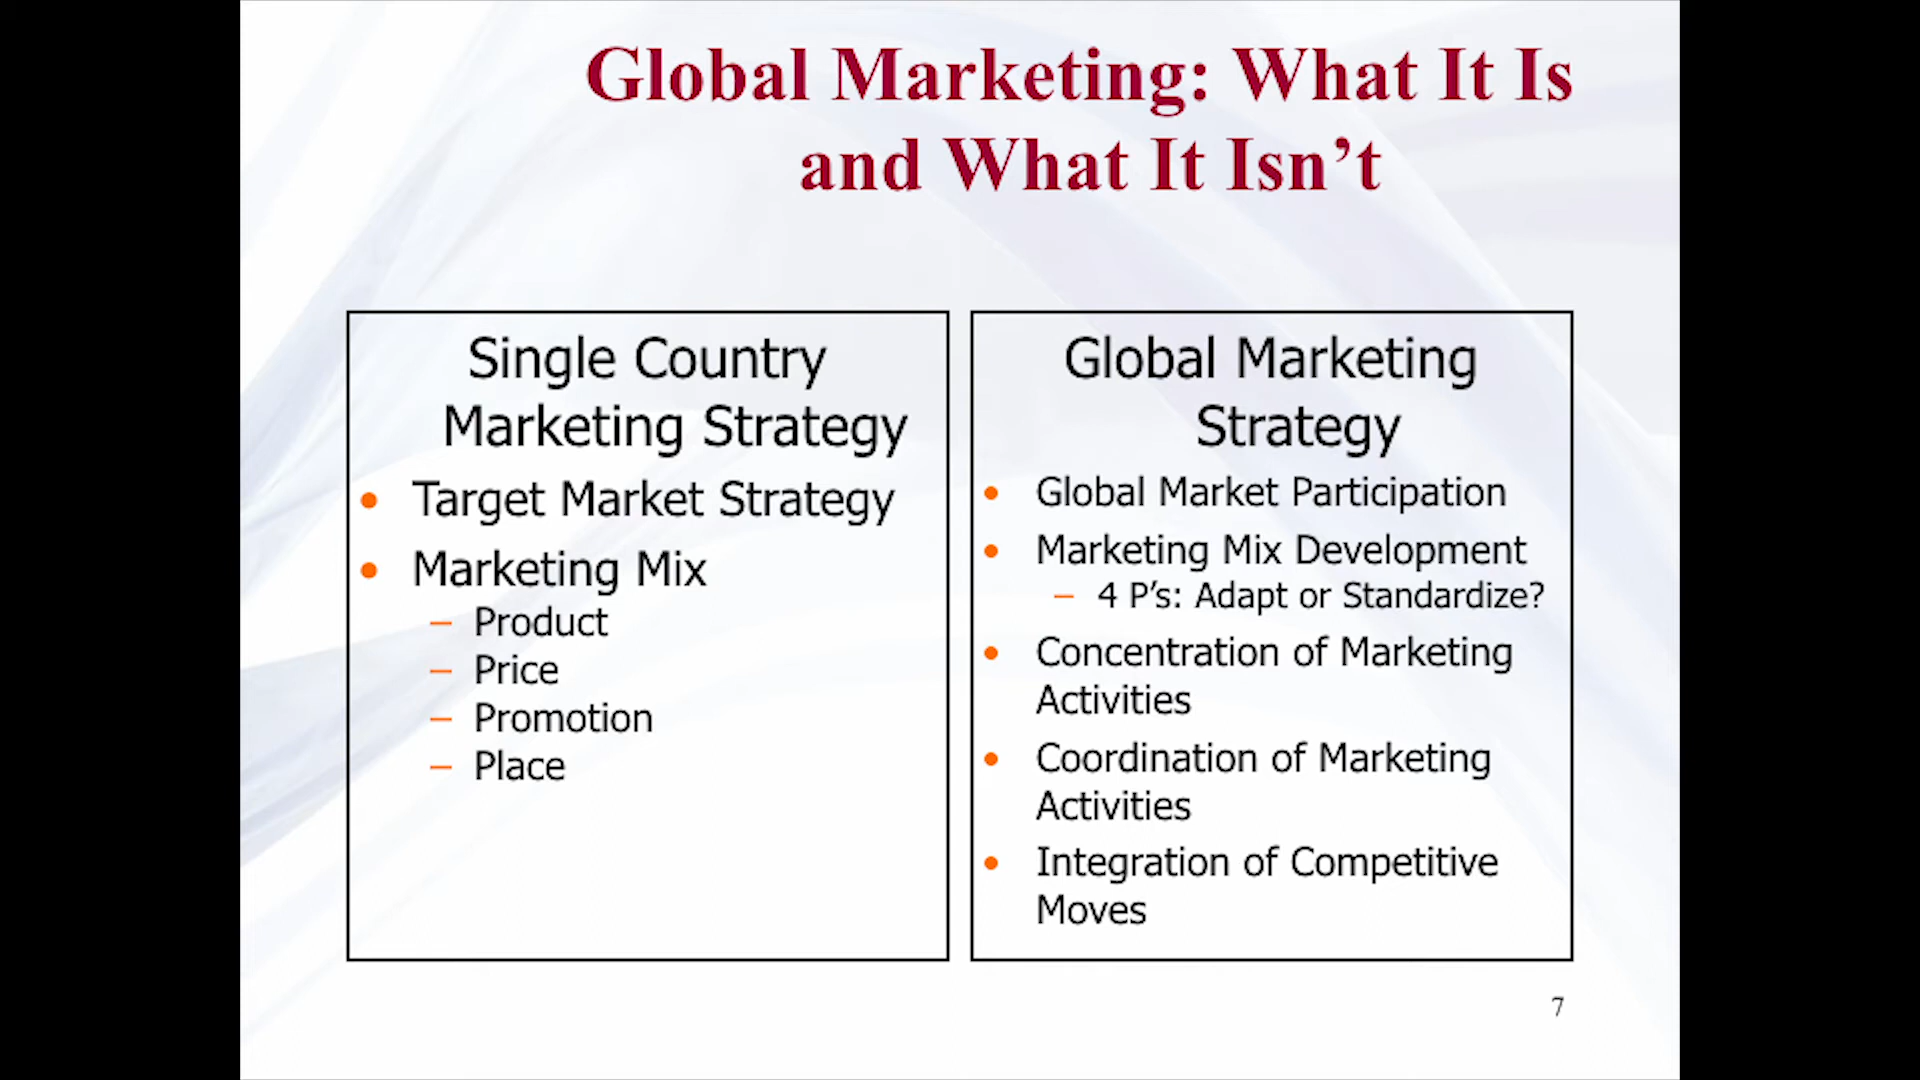 Global Marketing: What It Is
and What It Isn’t
Single Country
Marketing Strategy
• Target Market Strategy
• Marketing Mix
– Product
– Price
– Promotion
– Place
Global Marketing
Strategy
• Global Market Participation
• Marketing Mix Development
– 4 P’s: Adapt or Standardize?
• Concentration of Marketing
Activities
• Coordination of Marketing
Activities
• Integration of Competitive
Moves
7